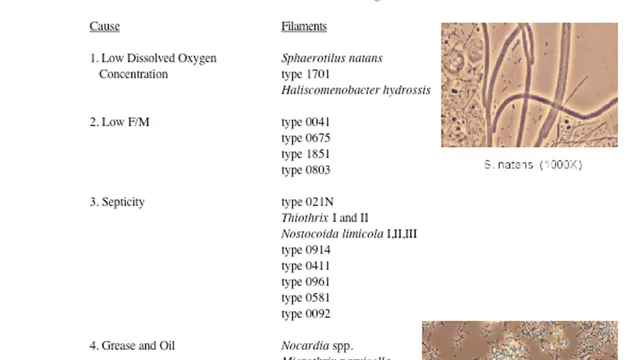 Cause Filaments
1. Low Dissolved Oxygen Sphaerotilus natans
Concentration type 1701
Haliscomenobacter hydrossis
2. Low F/M type 0041
type 0675
type 1851
type 0803
S. natans (1000X)
3. Septicity type 021N
Thiothrix I and II
Nostocoida limicola I,II,III
type 0914
type 0411
type 0961
type 0581
type 0092
4. Grease and Oil Nocardia spp.